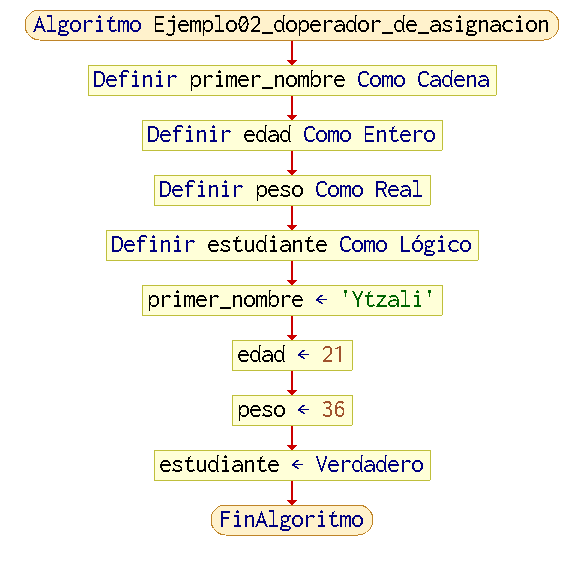 Algoritmo Ejemplo02_doperador_de_asignacion
Definir primer_nombre Como Cadena
Definir edad Como Entero
Definir peso Como Real
Definir estudiante Como Lógico
primer_nombre ← 'Ytzali'
edad ← 21
peso ← 36
estudiante ← Verdadero
FinAlgoritmo